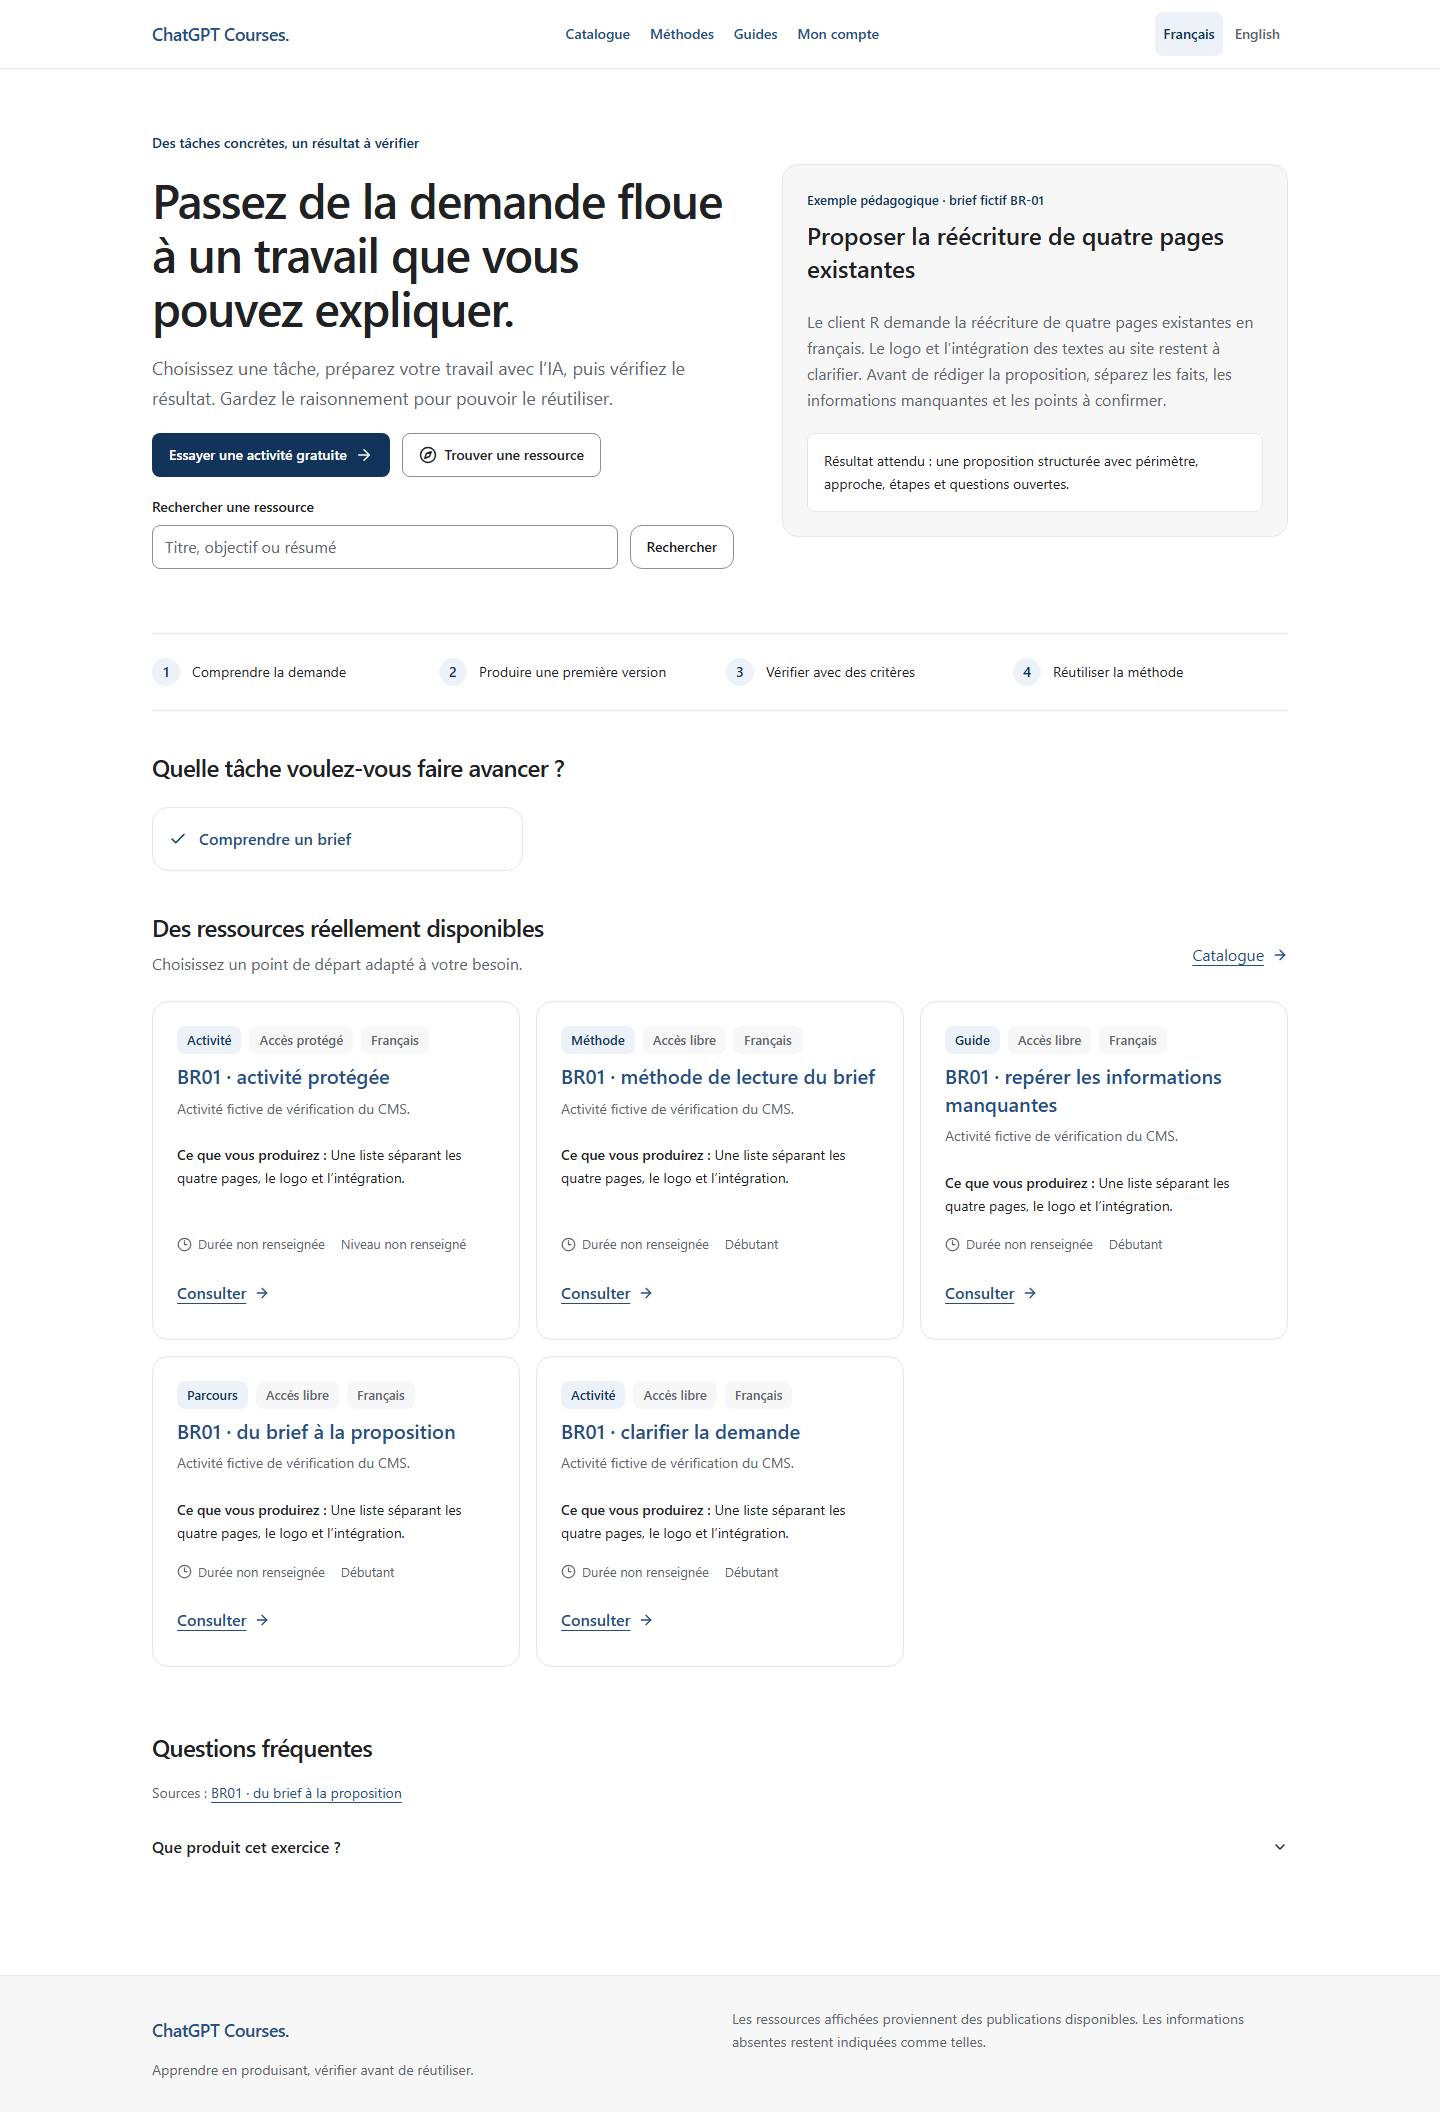 ChatGPT Courses.
Catalogue Méthodes Guides Mon compte
Français English
Des tâches concrètes, un résultat à vérifier
Passez de la demande floue
à un travail que vous
pouvez expliquer.
Choisissez une tâche, préparez votre travail avec l’IA, puis vérifiez le
résultat. Gardez le raisonnement pour pouvoir le réutiliser.
Essayer une activité gratuite
Trouver une ressource
Rechercher une ressource
Titre, objectif ou résumé
Rechercher
Exemple pédagogique · brief fictif BR-01
Proposer la réécriture de quatre pages
existantes
Le client R demande la réécriture de quatre pages existantes en
français. Le logo et l’intégration des textes au site restent à
clarifier. Avant de rédiger la proposition, séparez les faits, les
informations manquantes et les points à confirmer.
Résultat attendu : une proposition structurée avec périmètre,
approche, étapes et questions ouvertes.
1 Comprendre la demande
2 Produire une première version
3 Vérifier avec des critères
4 Réutiliser la méthode
Quelle tâche voulez-vous faire avancer ?
Comprendre un brief
Des ressources réellement disponibles
Choisissez un point de départ adapté à votre besoin.
Catalogue
Activité Accès protégé Français
BR01 · activité protégée
Activité fictive de vérification du CMS.
Ce que vous produirez : Une liste séparant les
quatre pages, le logo et l’intégration.
Durée non renseignée Niveau non renseigné
Consulter
Méthode Accès libre Français
BR01 · méthode de lecture du brief
Activité fictive de vérification du CMS.
Ce que vous produirez : Une liste séparant les
quatre pages, le logo et l’intégration.
Durée non renseignée Débutant
Consulter
Guide Accès libre Français
BR01 · repérer les informations
manquantes
Activité fictive de vérification du CMS.
Ce que vous produirez : Une liste séparant les
quatre pages, le logo et l’intégration.
Durée non renseignée Débutant
Consulter
Parcours Accès libre Français
BR01 · du brief à la proposition
Activité fictive de vérification du CMS.
Ce que vous produirez : Une liste séparant les
quatre pages, le logo et l’intégration.
Durée non renseignée Débutant
Consulter
Activité Accès libre Français
BR01 · clarifier la demande
Activité fictive de vérification du CMS.
Ce que vous produirez : Une liste séparant les
quatre pages, le logo et l’intégration.
Durée non renseignée Débutant
Consulter
Questions fréquentes
Sources : BR01 · du brief à la proposition
Que produit cet exercice ?
ChatGPT Courses.
Apprendre en produisant, vérifier avant de réutiliser.
Les ressources affichées proviennent des publications disponibles. Les informations
absentes restent indiquées comme telles.